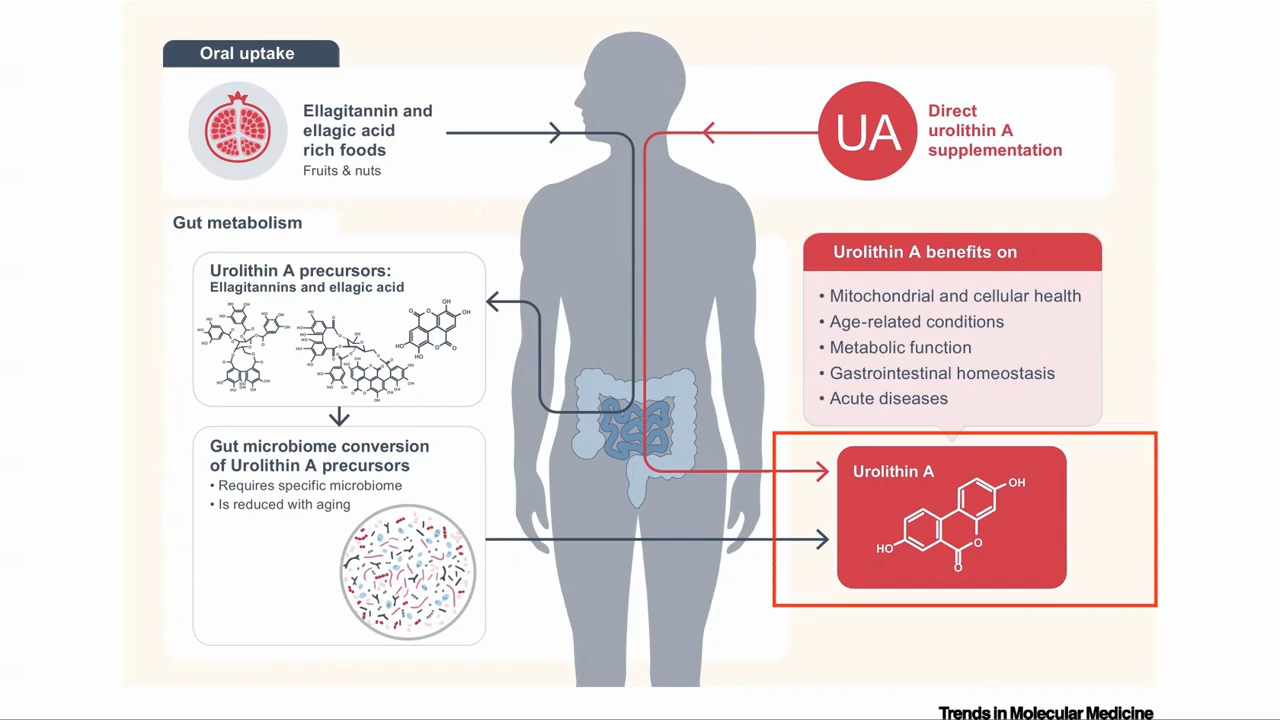 Oral uptake
Ellagitannin and
ellagic acid
rich foods
Fruits & nuts
UA
Direct
urolithin A
supplementation
Gut metabolism
Urolithin A precursors:
Ellagitannins and ellagic acid
Gut microbiome conversion
of Urolithin A precursors
• Requires specific microbiome
• Is reduced with aging
Urolithin A benefits on
• Mitochondrial and cellular health
• Age-related conditions
• Metabolic function
• Gastrointestinal homeostasis
• Acute diseases
Urolithin A
OH
HO
O
O
Trends in Molecular Medicine